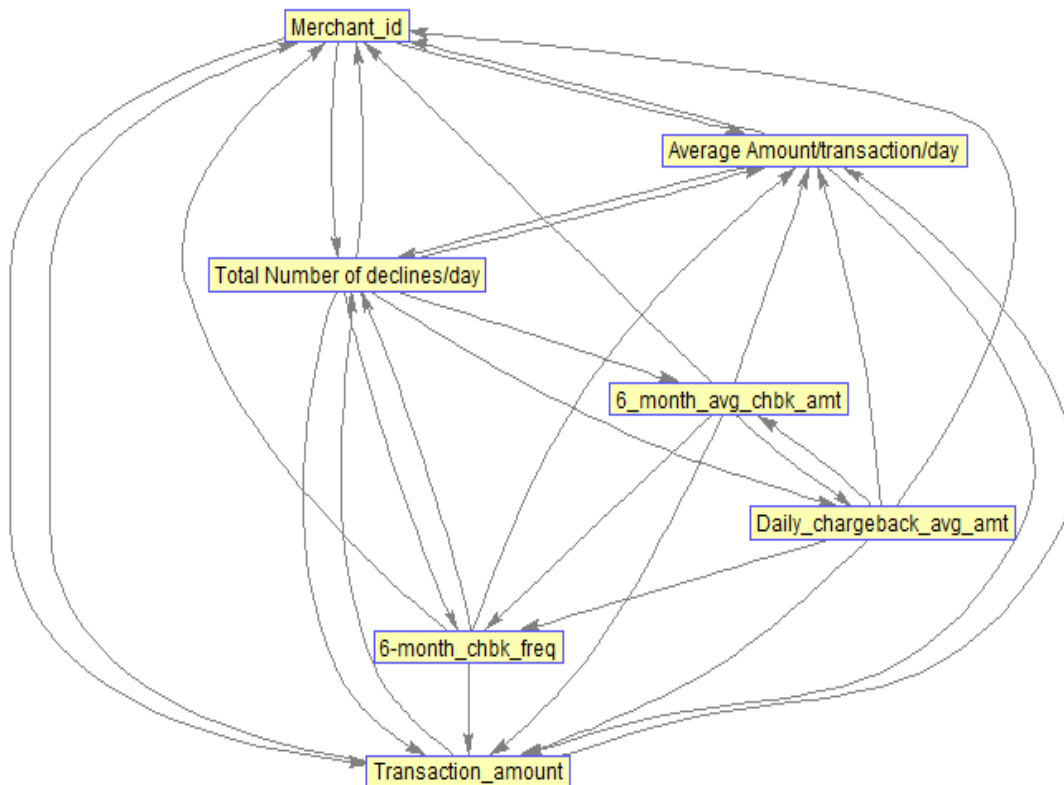 Merchant_id
Average Amount/transaction/day
Total Number of declines/day
6_month_avg_chbk_amt
Daily_chargeback_avg_amt
6-month_chbk_freq
Transaction_amount